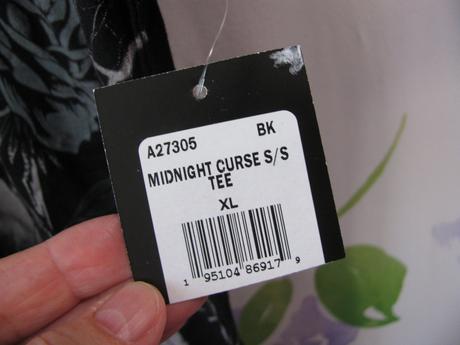 A27305 BK
MIDNIGHT CURSE S/S
TEE
XL
1 95104 86917 9